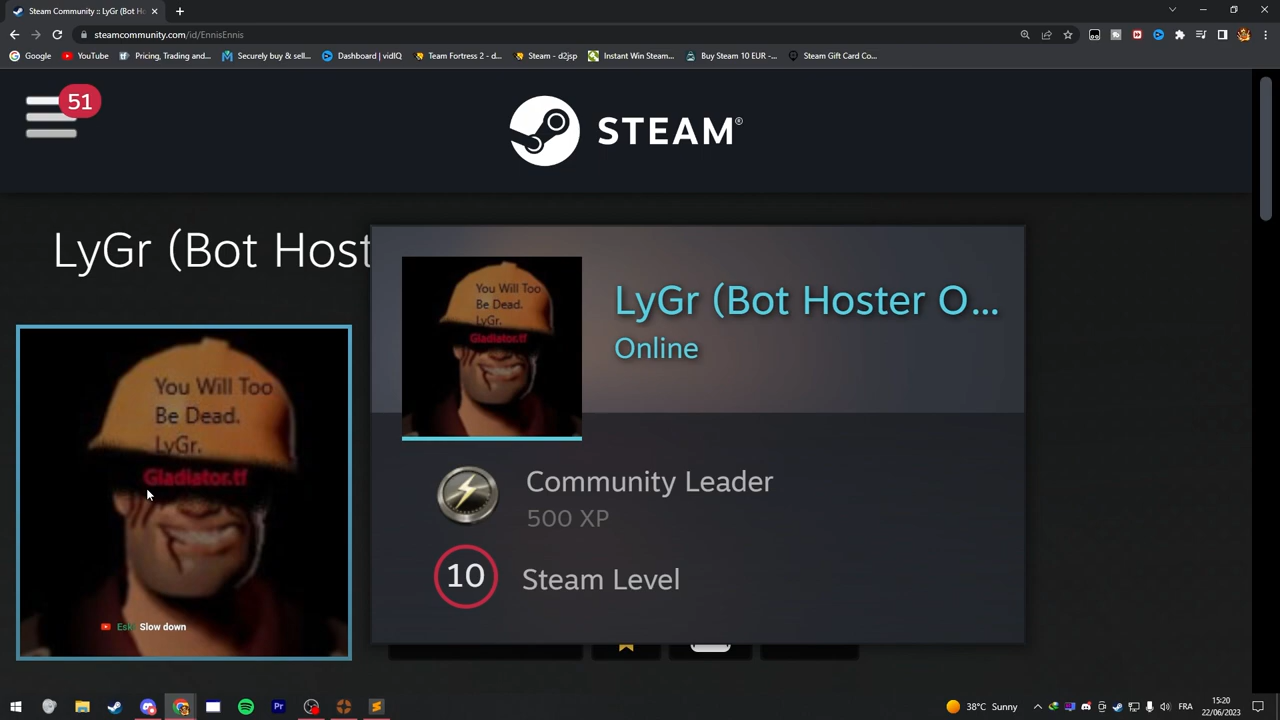 Steam Community :: LyGr (Bot Ho
steamcommunity.com/id/EnnisEnnis
Google
YouTube
Pricing, Trading and...
Securely buy & sell...
Dashboard | vidIQ
Team Fortress 2 - d...
Steam - d2jsp
Instant Win Steam...
Buy Steam 10 EUR -...
Steam Gift Card Co...
51
STEAM®
LyGr (Bot Host
You Will Too
Be Dead.
LyGr.
Gladiator.tf
LyGr (Bot Hoster O...
Online
You Will Too
Be Dead.
LyGr.
Gladiator.tf
Community Leader
500 XP
10
Steam Level
Slow down
Pr
38°C Sunny
FRA
15:20
22/06/2023